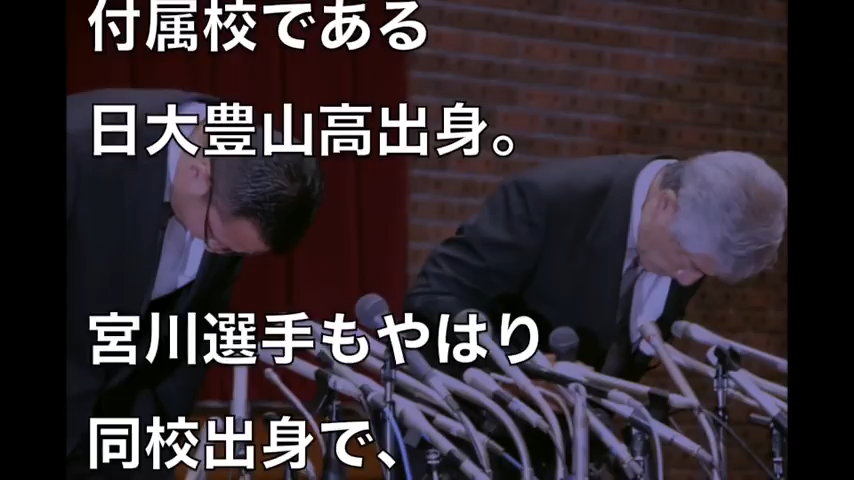 付属校である
日大豊山高出身。
宮川選手もやはり
同校出身で、